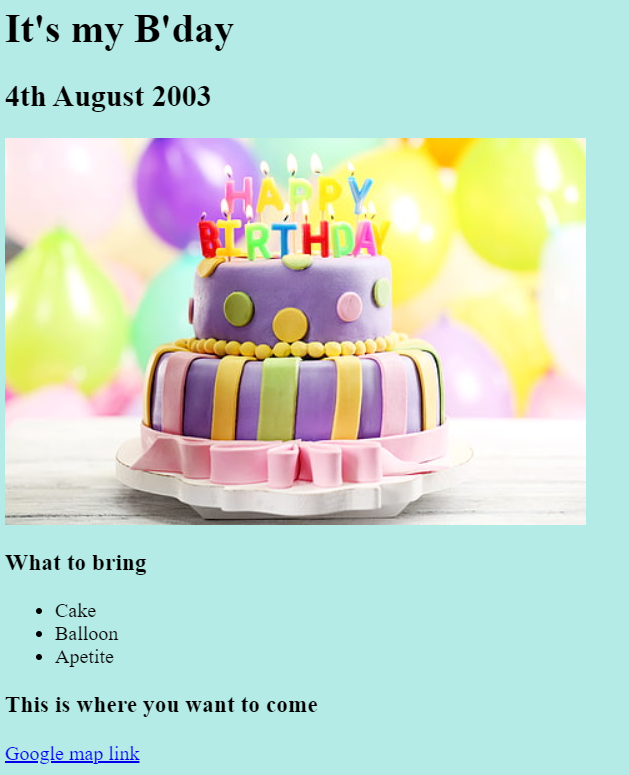 It's my B'day
4th August 2003
HAPPY
BIRTHDAY
What to bring
Cake
Balloon
Apetite
This is where you want to come
Google map link